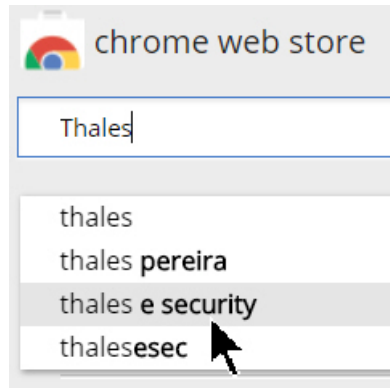 chrome web store
Thales
thales
thales pereira
thales e security
thalesesec